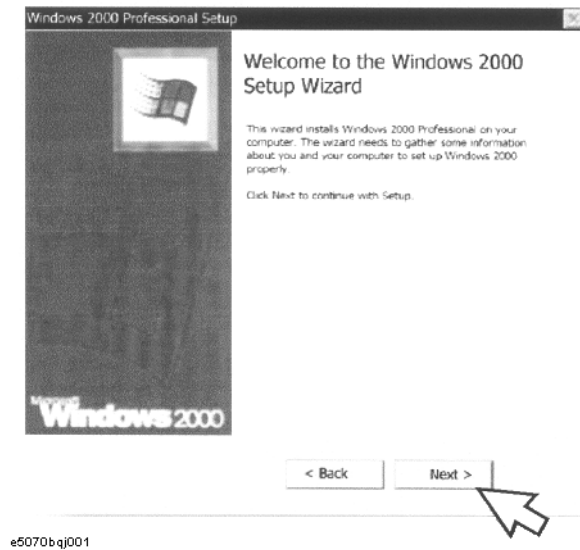 Windows 2000 Professional Setup
Welcome to the Windows 2000
Setup Wizard
This wizard installs Windows 2000 Professional on your
computer. The wizard needs to gather some information
about you and your computer to set up Windows 2000
properly.
Click Next to continue with Setup.
Microsoft
Windows 2000
< Back
Next >
e5070bqj001